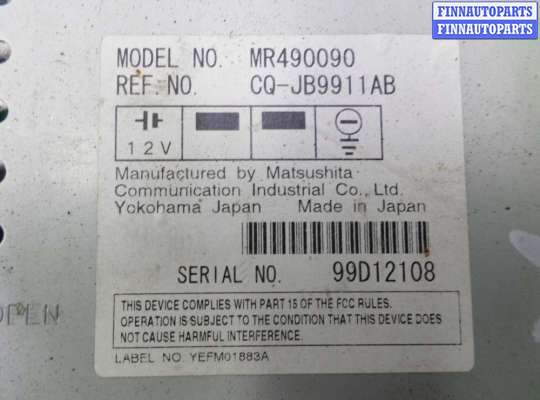 FINNAUTOPARTS
FINNAUTOPARTS
MODEL NO. MR490090
REF. NO. CQ-JB9911AB
12V
Manufactured by Matsushita
Communication Industrial Co., Ltd.
Yokohama Japan Made in Japan
SERIAL NO. 99D12108
OPEN
THIS DEVICE COMPLIES WITH PART 15 OF THE FCC RULES.
OPERATION IS SUBJECT TO THE CONDITION THAT THIS DEVICE DOES
NOT CAUSE HARMFUL INTERFERENCE.
LABEL NO. YEFM01883A